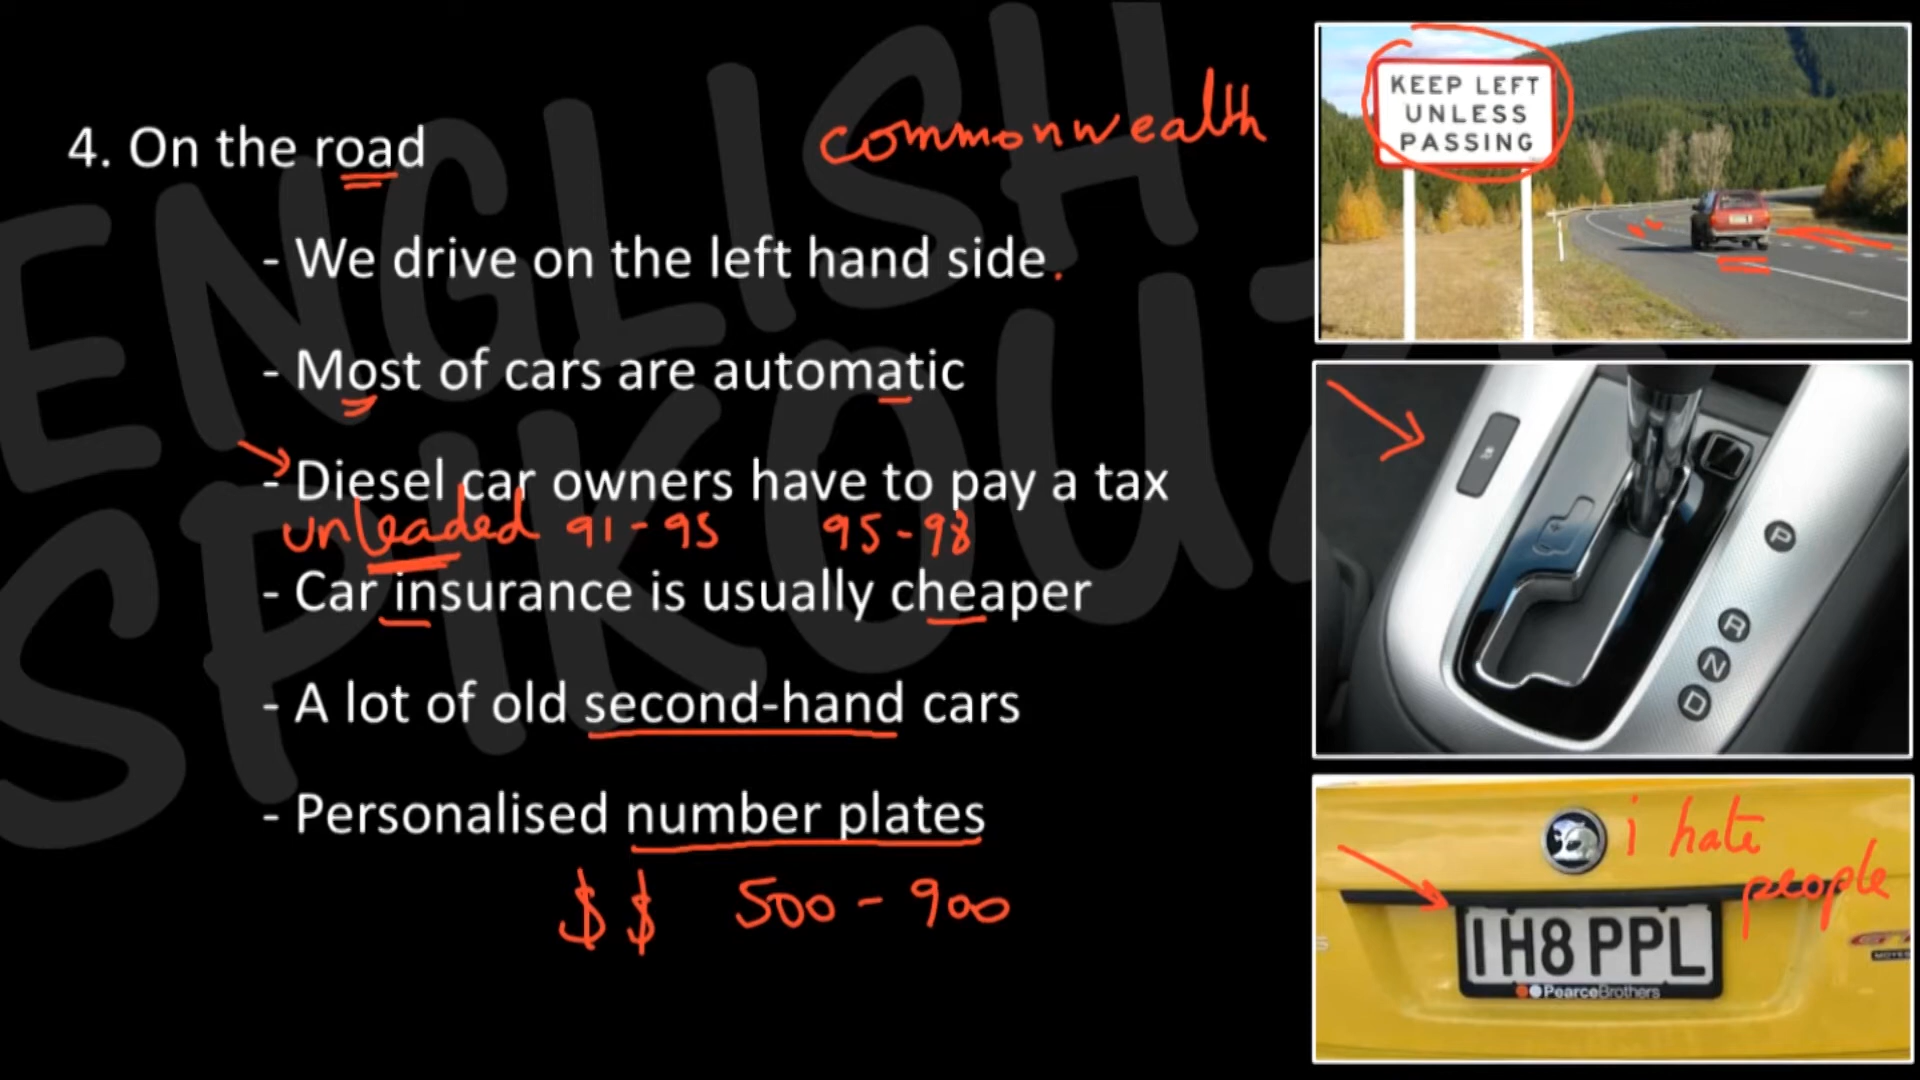 4. On the road
commonwealth
- We drive on the left hand side.
- Most of cars are automatic
- Diesel car owners have to pay a tax
unleaded 91-95 95-98
- Car insurance is usually cheaper
- A lot of old second-hand cars
- Personalised number plates
$ $ 500-900
KEEP LEFT
UNLESS
PASSING
P
R
N
D
i hate
people
IH8PPL
PearceBrothers
ENGLISH
SPIKOUZE